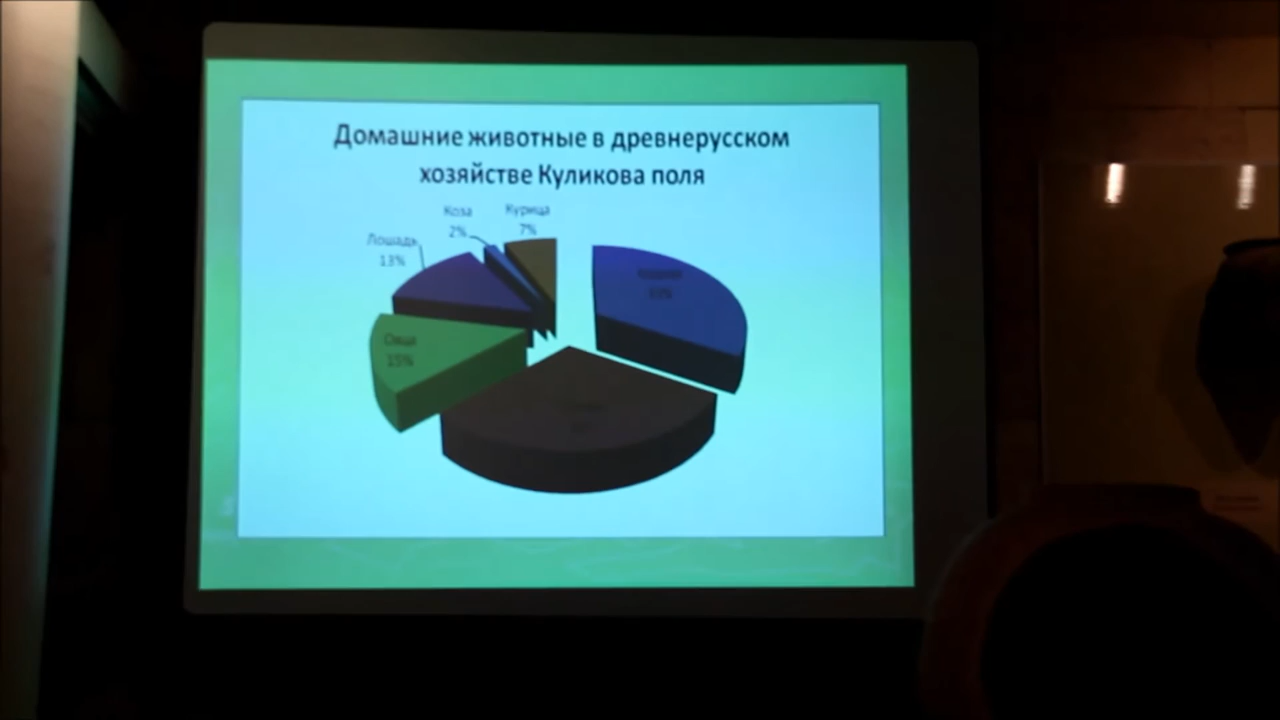 Домашние животные в древнерусском
хозяйстве Куликова поля
Коза
2%
Курица
7%
Лошадь
13%
Овца
15%